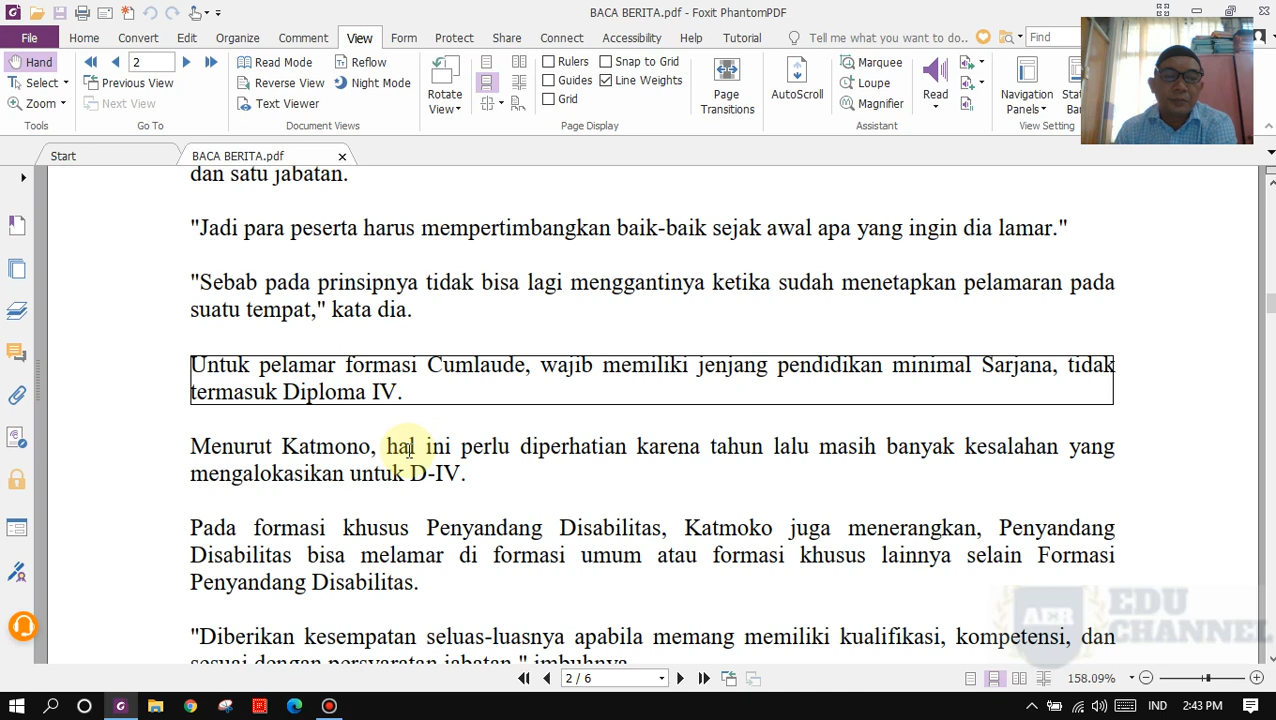 BACA BERITA.pdf - Foxit PhantomPDF
File Home Convert Edit Organize Comment View Form Protect Share Connect Accessibility Help Tutorial Tell me what you want to do... Find
Hand 2 Read Mode Reflow Rulers Snap to Grid Marquee
Select Previous View Reverse View Night Mode Guides Line Weights Loupe
Zoom Next View Text Viewer Rotate View Grid Page Transitions AutoScroll Magnifier Read Navigation Panels
Tools Go To Document Views Page Display Assistant View Setting
Start BACA BERITA.pdf
dan satu jabatan.
"Jadi para peserta harus mempertimbangkan baik-baik sejak awal apa yang ingin dia lamar."
"Sebab pada prinsipnya tidak bisa lagi menggantinya ketika sudah menetapkan pelamaran pada
suatu tempat," kata dia.
Untuk pelamar formasi Cumlaude, wajib memiliki jenjang pendidikan minimal Sarjana, tidak
termasuk Diploma IV.
Menurut Katmono, hal ini perlu diperhatian karena tahun lalu masih banyak kesalahan yang
mengalokasikan untuk D-IV.
Pada formasi khusus Penyandang Disabilitas, Katmoko juga menerangkan, Penyandang
Disabilitas bisa melamar di formasi umum atau formasi khusus lainnya selain Formasi
Penyandang Disabilitas.
"Diberikan kesempatan seluas-luasnya apabila memang memiliki kualifikasi, kompetensi, dan
sesuai dengan persyaratan jabatan," imbuhnya
AER EDU
CHANNEL
2 / 6 158.09%
IND 2:43 PM